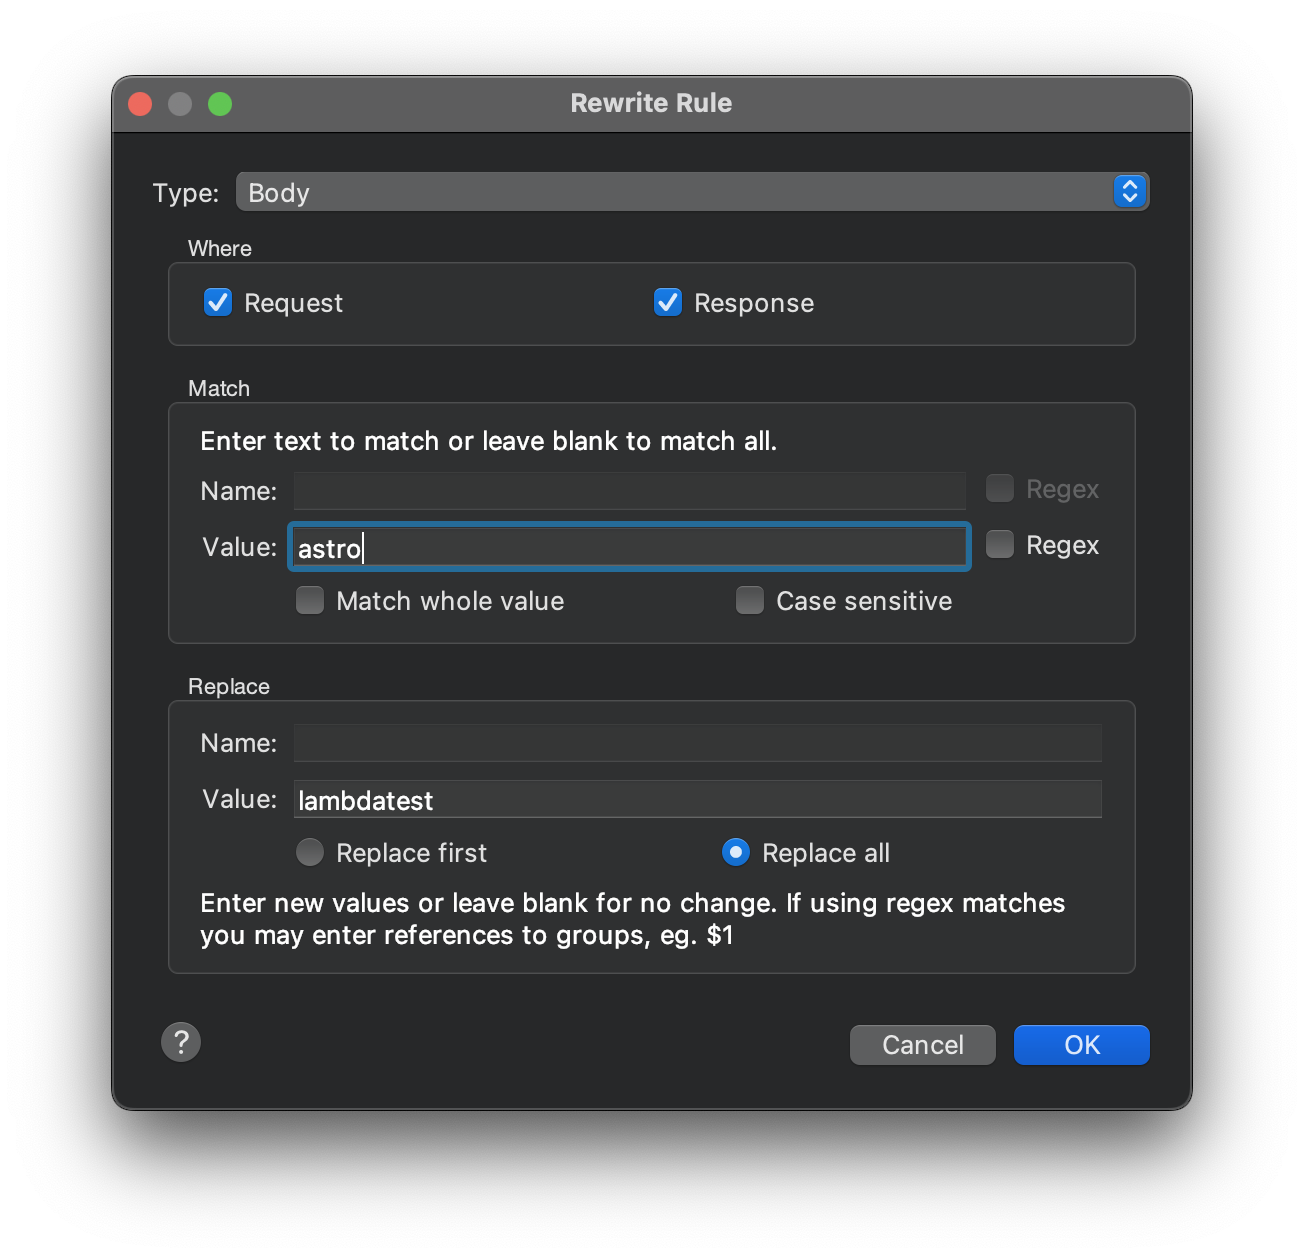 Rewrite Rule
Type: Body
Where
Request Response
Match
Enter text to match or leave blank to match all.
Name: Regex
Value: astro Regex
Match whole value Case sensitive
Replace
Name:
Value: lambdatest
Replace first Replace all
Enter new values or leave blank for no change. If using regex matches
you may enter references to groups, eg. $1
? Cancel OK